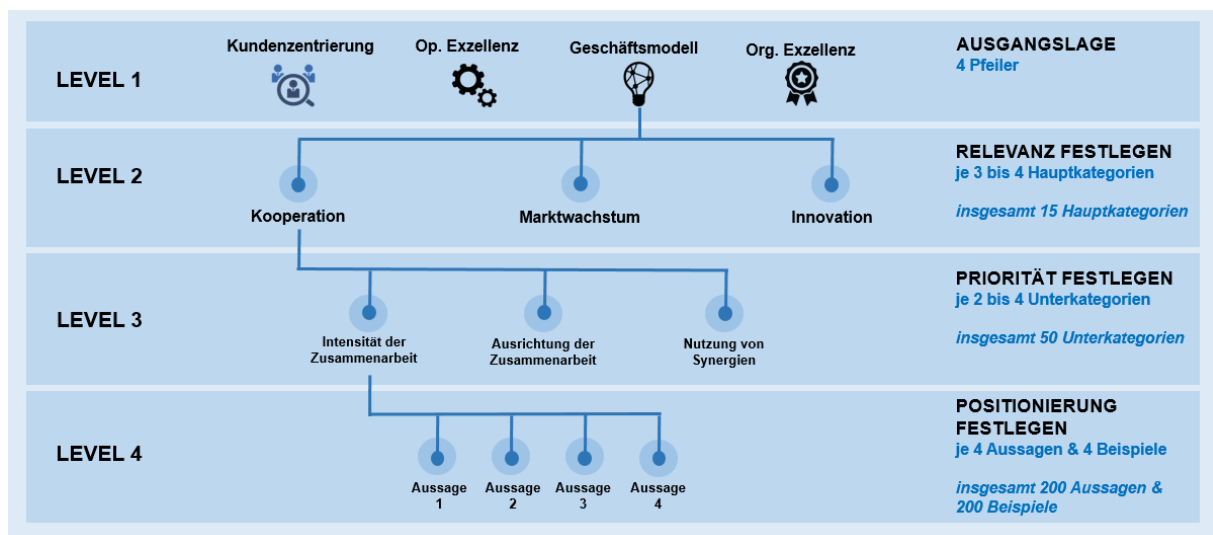 Kundenzentrierung
Op. Exzellenz
Geschäftsmodell
Org. Exzellenz
AUSGANGSLAGE
4 Pfeiler
LEVEL 1
LEVEL 2
RELEVANZ FESTLEGEN
je 3 bis 4 Hauptkategorien
insgesamt 15 Hauptkategorien
Kooperation
Marktwachstum
Innovation
LEVEL 3
PRIORITÄT FESTLEGEN
je 2 bis 4 Unterkategorien
insgesamt 50 Unterkategorien
Intensität der
Zusammenarbeit
Ausrichtung der
Zusammenarbeit
Nutzung von
Synergien
LEVEL 4
POSITIONIERUNG
FESTLEGEN
je 4 Aussagen & 4 Beispiele
insgesamt 200 Aussagen &
200 Beispiele
Aussage
1
Aussage
2
Aussage
3
Aussage
4